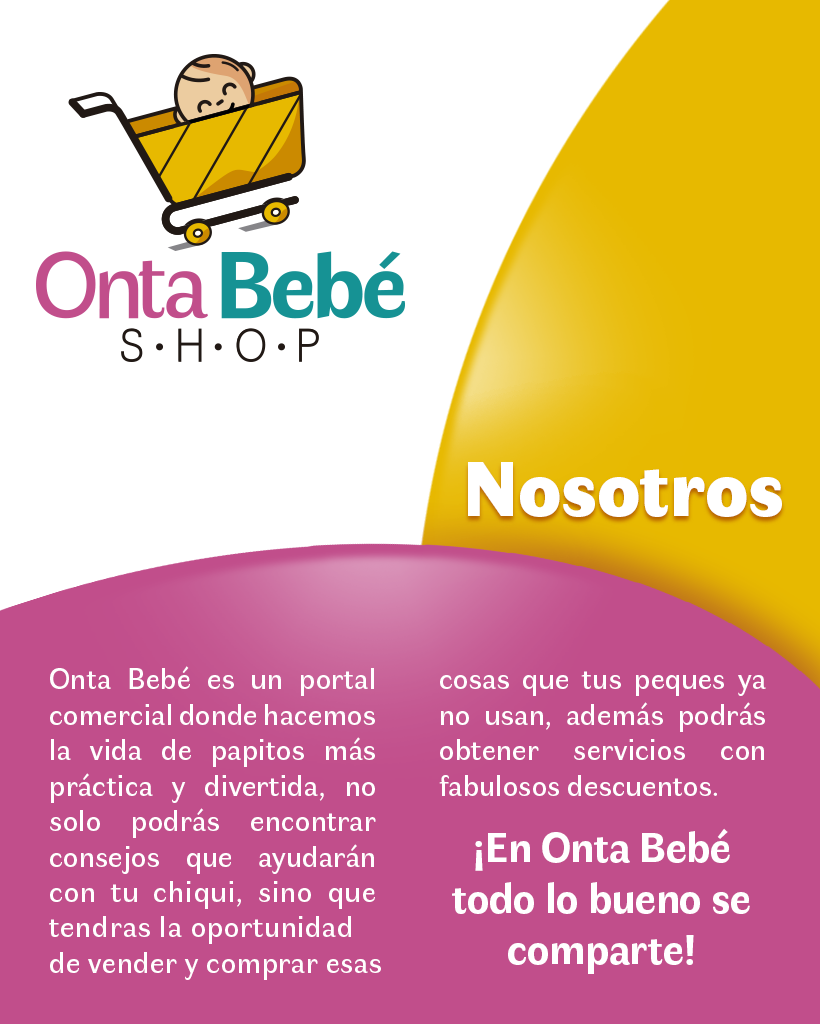 Onta Bebé
S·H·O·P
Nosotros
Onta Bebé es un portal
comercial donde hacemos
la vida de papitos más
práctica y divertida, no
solo podrás encontrar
consejos que ayudarán
con tu chiqui, sino que
tendras la oportunidad
de vender y comprar esas
cosas que tus peques ya
no usan, además podrás
obtener servicios con
fabulosos descuentos.
¡En Onta Bebé
todo lo bueno se
comparte!